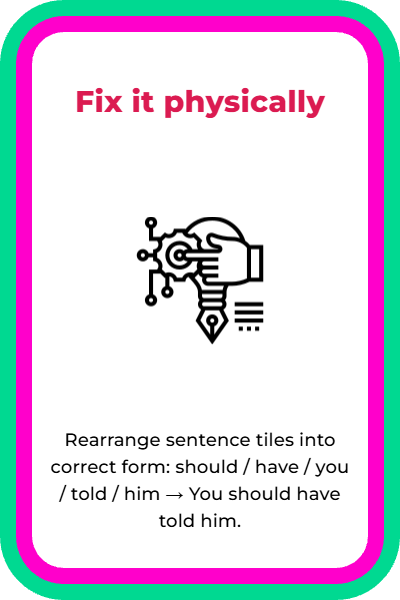 Fix it physically
Rearrange sentence tiles into
correct form: should / have / you
/ told / him → You should have
told him.